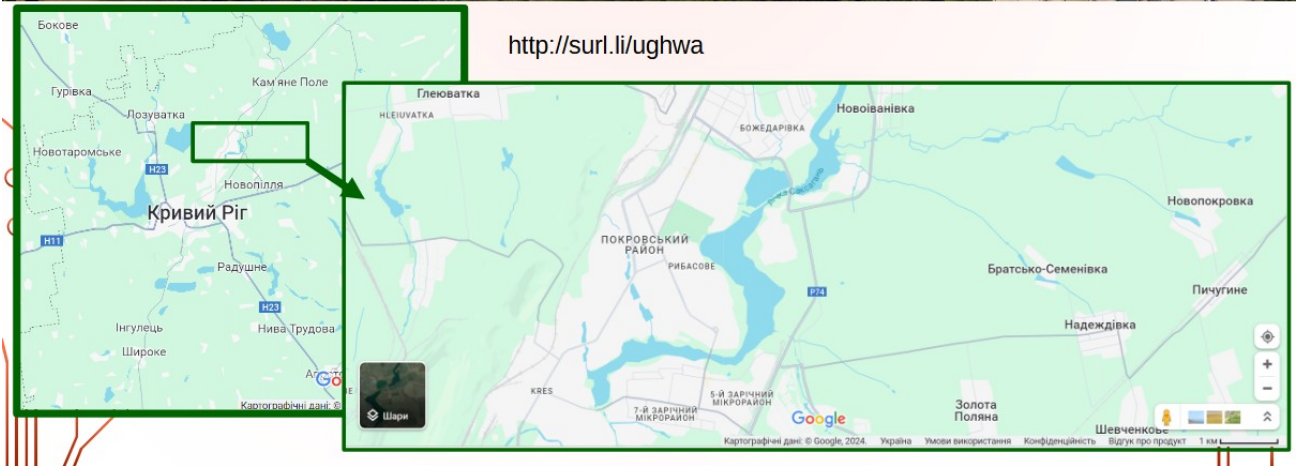 http://surl.li/ughwa
Бокове
Гурівка
Кам'яне Поле
Лозуватка
Новотаромське
H23
Новопілля
Кривий Ріг
H11
Радушне
H23
Інгулець
Нива Трудова
Широке
Картографічні дані: ©
Глеюватка
HLEIUVATKA
Новоіванівка
БОЖЕДАРІВКА
Новопокровка
ПОКРОВСЬКИЙ
РАЙОН
РИБАСОВЕ
Братсько-Семенівка
P74
Пичугине
Надеждівка
KRES
5-Й ЗАРІЧНИЙ
МІКРОРАЙОН
7-Й ЗАРІЧНИЙ
МІКРОРАЙОН
Золота
Поляна
Шевченкове
Шари
Google
Картографічні дані: © Google, 2024. Україна Умови використання Конфіденційність Відгук про продукт 1 км